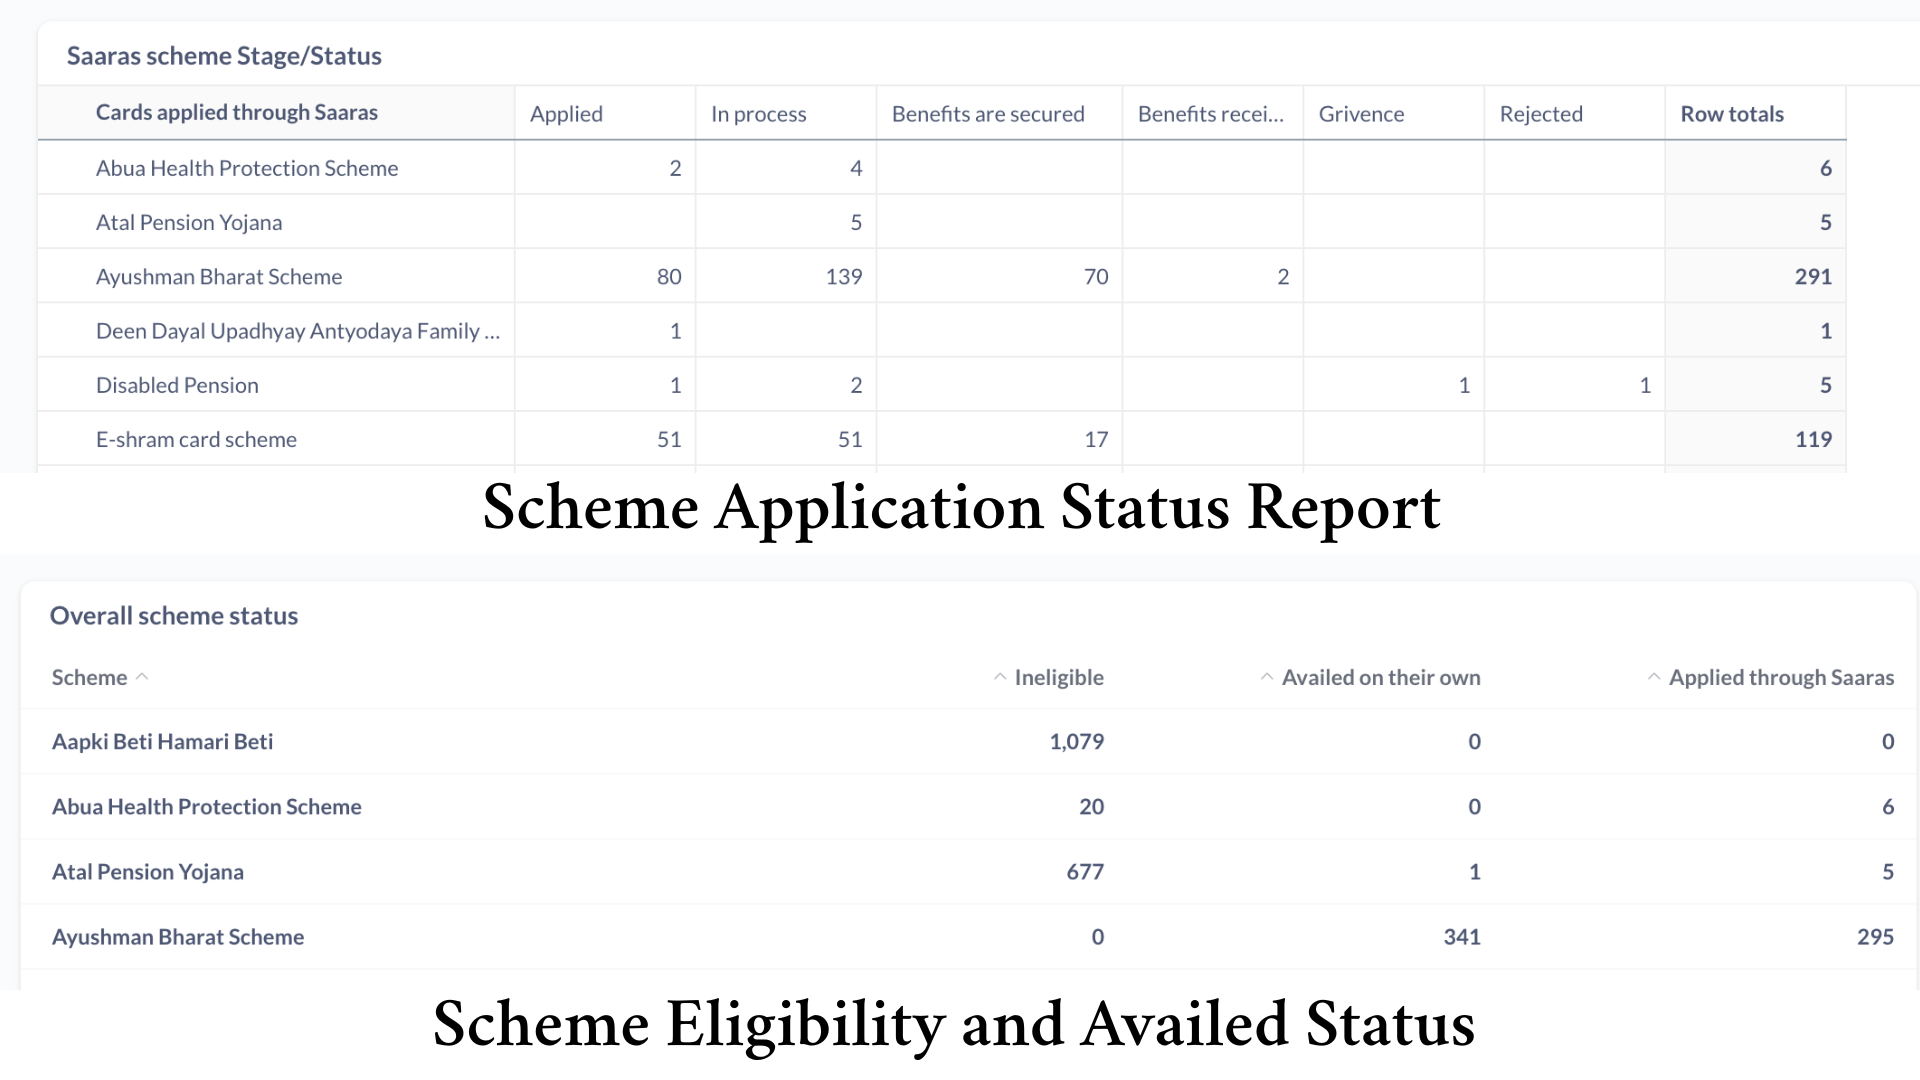 Saaras scheme Stage/Status
Cards applied through Saaras Applied In process Benefits are secured Benefits recei... Grivence Rejected Row totals
Abua Health Protection Scheme 2 4 6
Atal Pension Yojana 5 5
Ayushman Bharat Scheme 80 139 70 2 291
Deen Dayal Upadhyay Antyodaya Family ... 1 1
Disabled Pension 1 2 1 1 5
E-shram card scheme 51 51 17 119
Scheme Application Status Report
Overall scheme status
Scheme Ineligible Availed on their own Applied through Saaras
Aapki Beti Hamari Beti 1,079 0 0
Abua Health Protection Scheme 20 0 6
Atal Pension Yojana 677 1 5
Ayushman Bharat Scheme 0 341 295
Scheme Eligibility and Availed Status